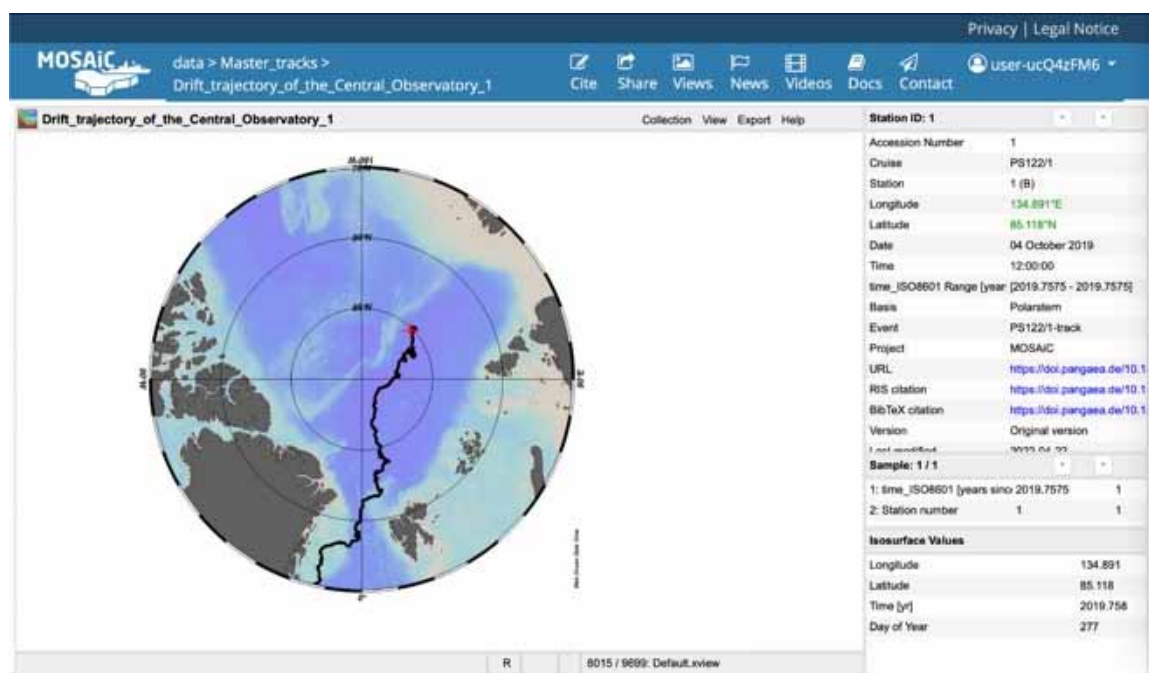 Privacy | Legal Notice
MOSAiC
data > Master_tracks >
Drift_trajectory_of_the_Central_Observatory_1
Cite Share Views News Videos Docs Contact
user-ucQ4zFM6
Drift_trajectory_of_the_Central_Observatory_1
Collection View Export Help
80°N
0°
R
8015 / 9699: Default.xview
Station ID: 1
Accession Number 1
Cruise PS122/1
Station 1 (B)
Longitude 134.891°E
Latitude 85.118°N
Date 04 October 2019
Time 12:00:00
time_ISO8601 Range [year [2019.7575 - 2019.7575]
Basis Polarstern
Event PS122/1-track
Project MOSAiC
URL https://doi.pangaea.de/10.1
RIS citation https://doi.pangaea.de/10.1
BibTeX citation https://doi.pangaea.de/10.1
Version Original version
Sample: 1 / 1
1: time_ISO8601 [years sinc 2019.7575 1
2: Station number 1 1
Isosurface Values
Longitude 134.891
Latitude 85.118
Time [yr] 2019.758
Day of Year 277